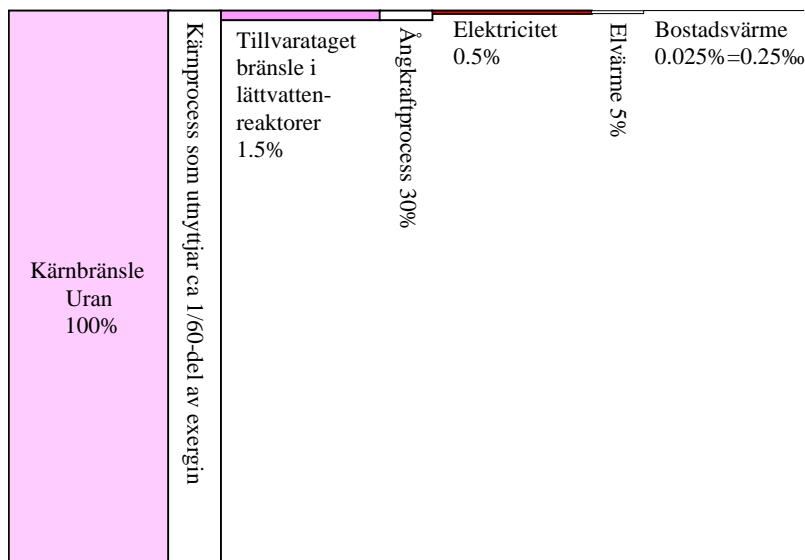 Kärnbränsle
Uran
100%
Kärnprocess som utnyttjar ca 1/60-del av exergin
Tillvarataget
bränsle i
lättvatten-
reaktorer
1.5%
Ångkraftprocess 30%
Elektricitet
0.5%
Elvärme 5%
Bostadsvärme
0.025%=0.25‰